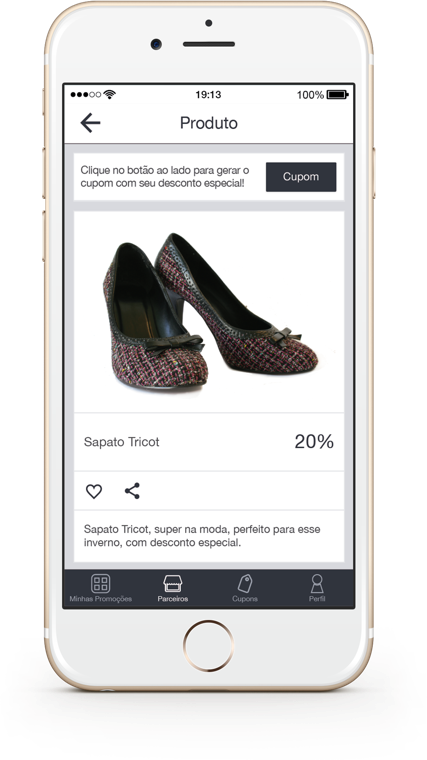 19:13
100%
Produto
Clique no botão ao lado para gerar o
cupom com seu desconto especial!
Cupom
Sapato Tricot
20%
Sapato Tricot, super na moda, perfeito para esse
inverno, com desconto especial.
Minhas Promoções
Parceiros
Cupons
Perfil